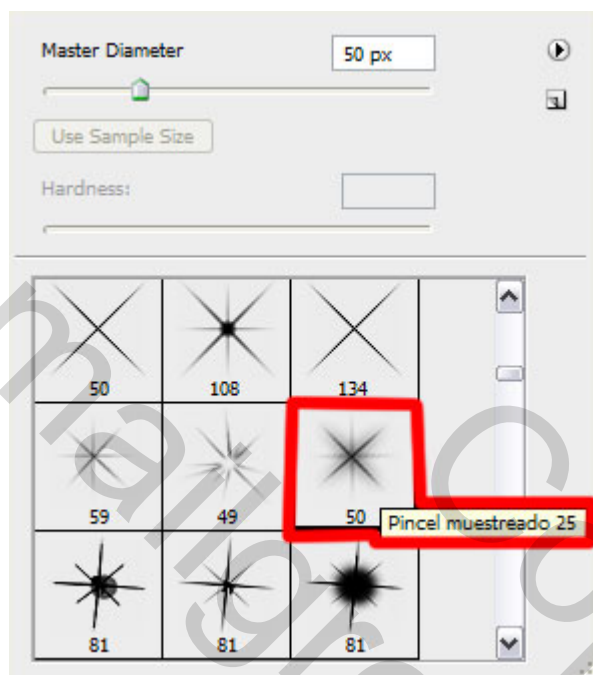 Master Diameter 50 px
Use Sample Size
Hardness:
50 108 134
59 49 50
Pincel muestreado 25
81 81 81